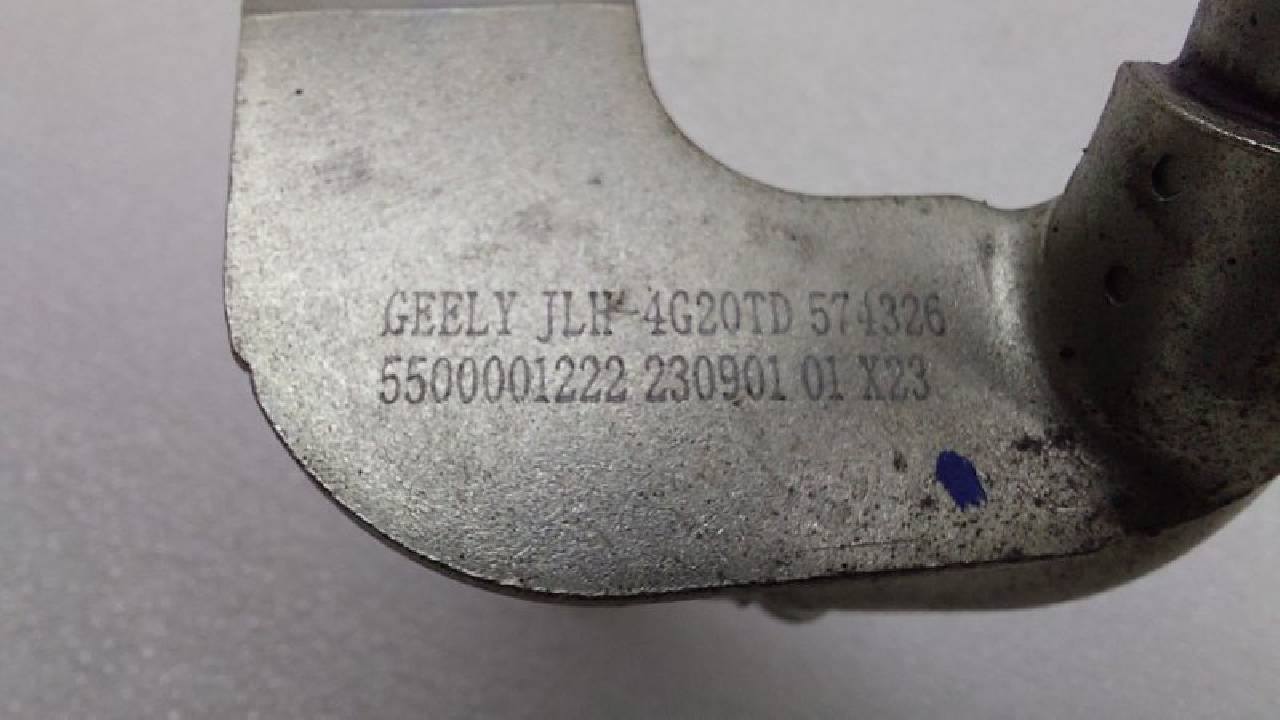 GEELY JLH-4G20TD 574326
5500001222 230901 01 X23